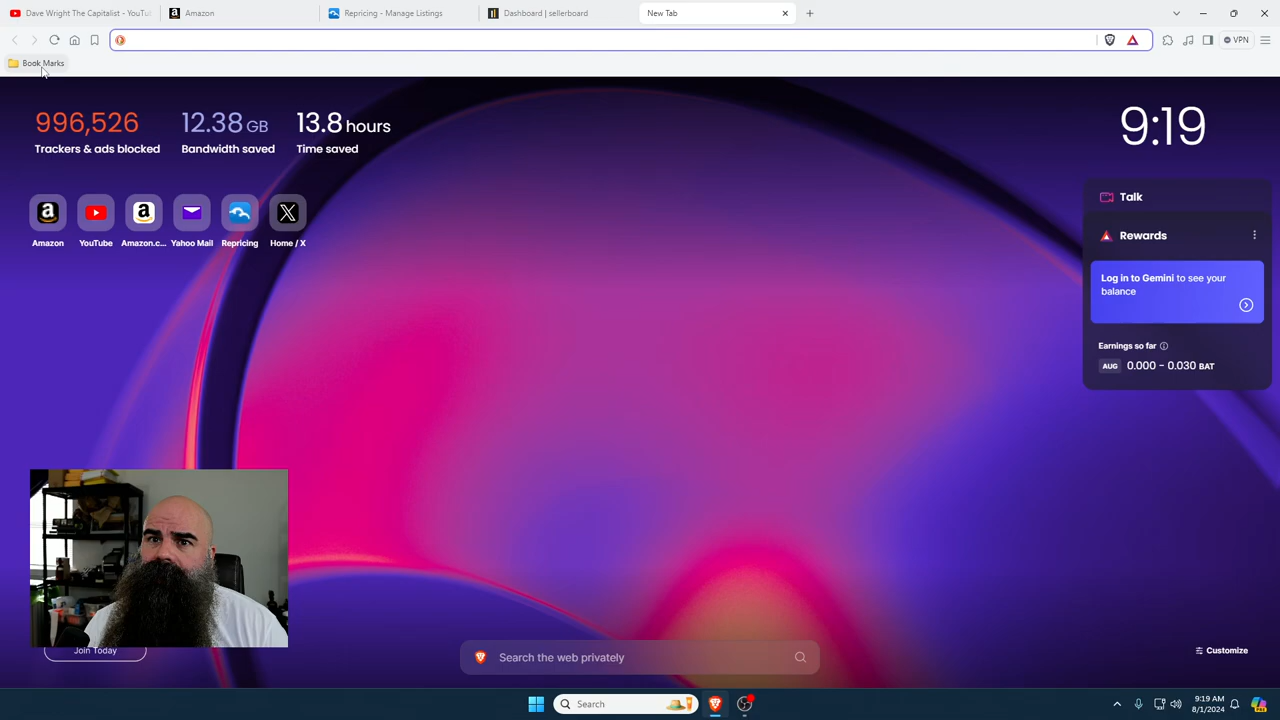 Dave Wright The Capitalist - YouTu
Amazon
Repricing - Manage Listings
Dashboard | sellerboard
New Tab
VPN
Book Marks
996,526
Trackers & ads blocked
12.38 GB
Bandwidth saved
13.8 hours
Time saved
9:19
Amazon
YouTube
Amazon.c...
Yahoo Mail
Repricing
Home / X
Talk
Rewards
Log in to Gemini to see your
balance
Earnings so far
AUG 0.000 – 0.030 BAT
Join Today
Search the web privately
Customize
Search
9:19 AM
8/1/2024